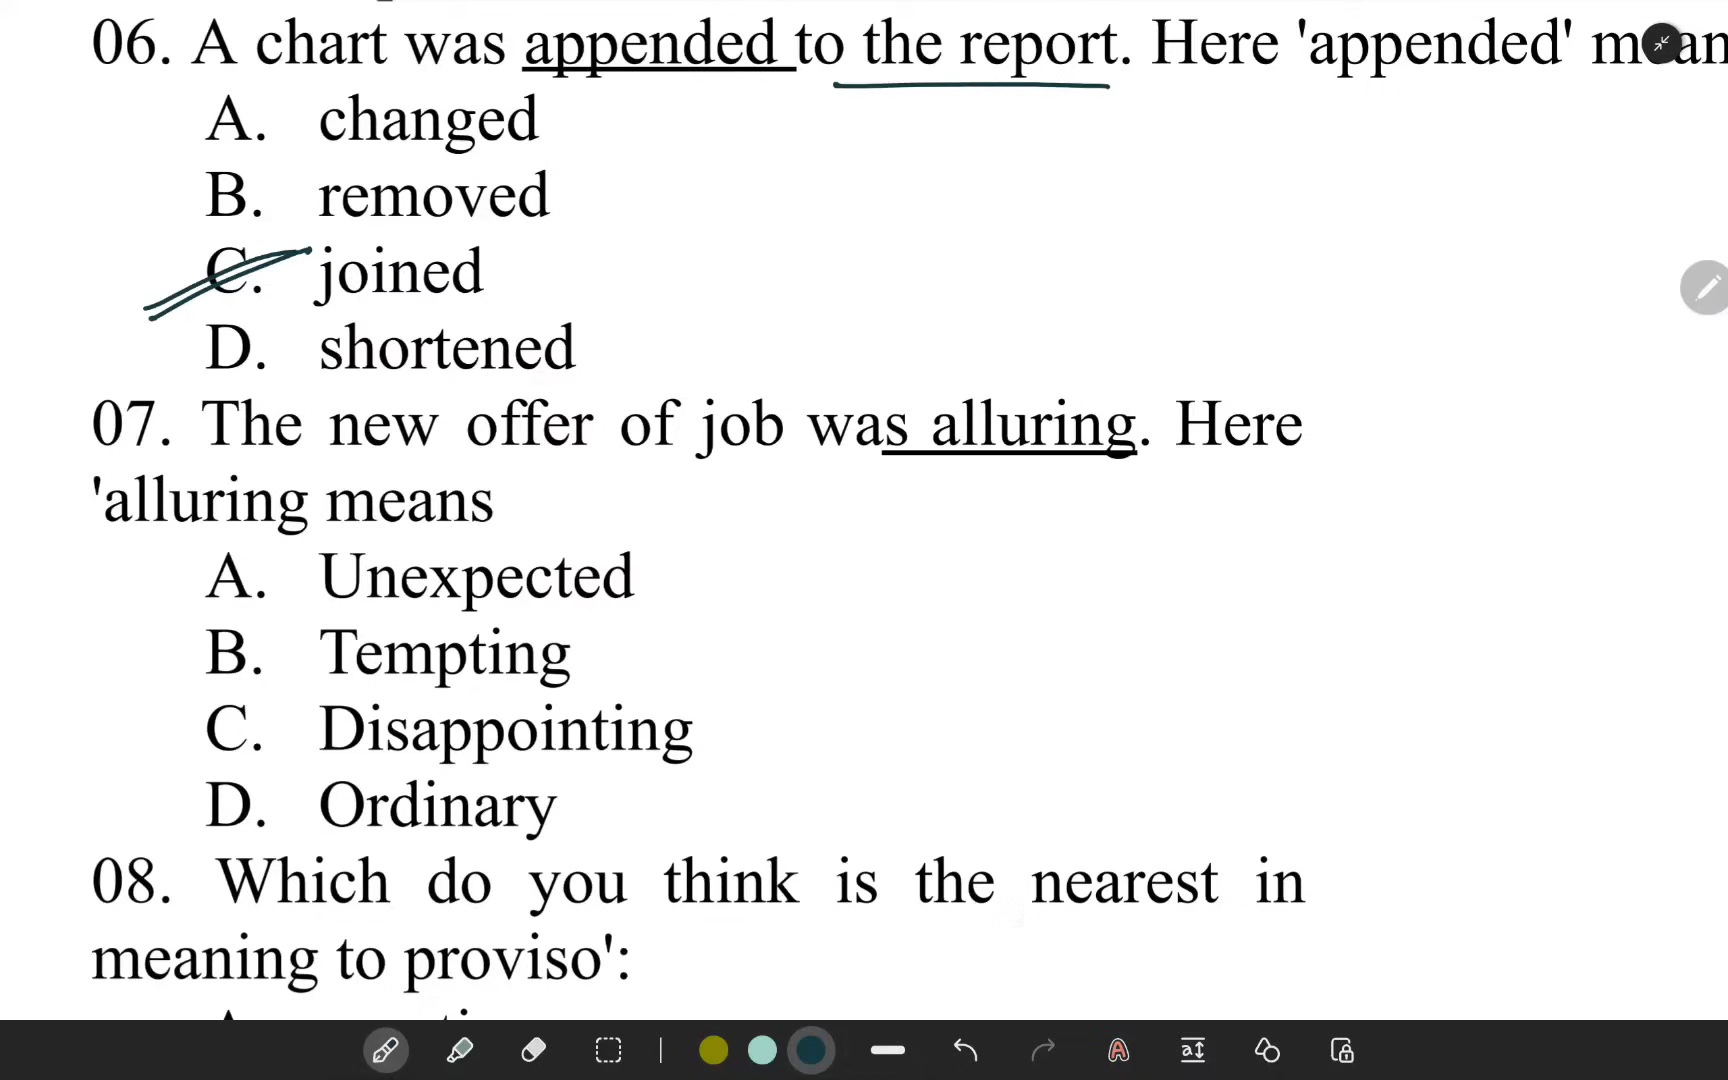 06. A chart was appended to the report. Here 'appended'
A. changed
B. removed
C. joined
D. shortened
07. The new offer of job was alluring. Here
'alluring means
A. Unexpected
B. Tempting
C. Disappointing
D. Ordinary
08. Which do you think is the nearest in
meaning to proviso':